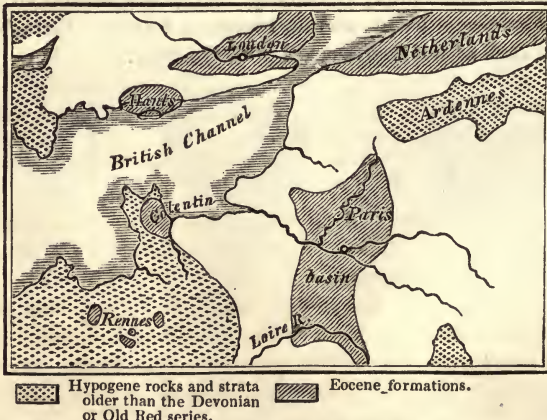 London
Netherlands
Hants
Ardennes
British Channel
Cotentin
Paris
basin
Rennes
Loire R.
Hypogene rocks and strata
older than the Devonian
or Old Red series.
Eocene formations.